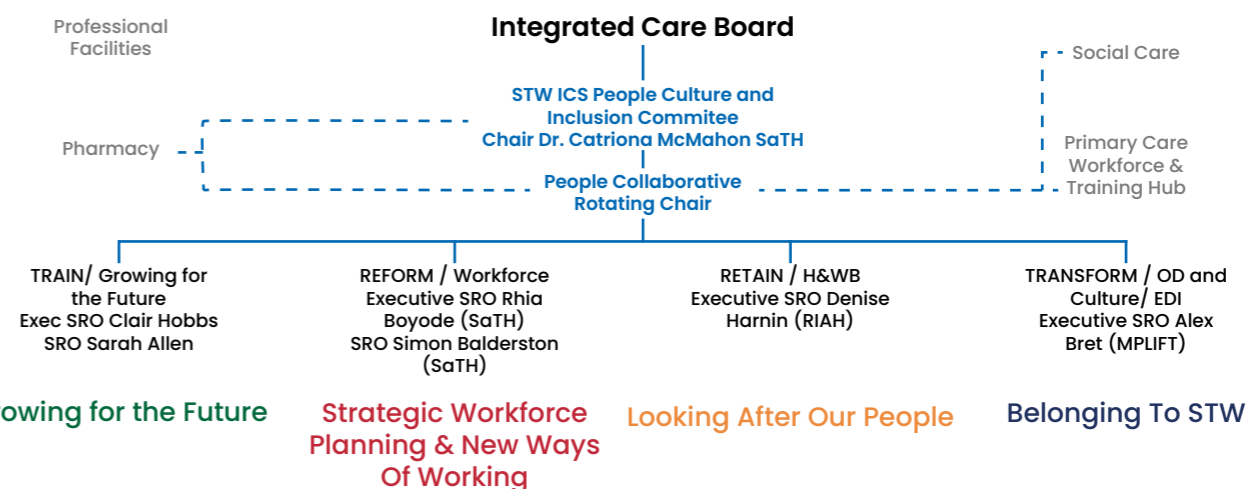 Professional
Facilities
Integrated Care Board
Social Care
STW ICS People Culture and
Inclusion Commitee
Chair Dr. Catriona McMahon SaTH
Pharmacy
Primary Care
Workforce &
Training Hub
People Collaborative
Rotating Chair
TRAIN/ Growing for
the Future
Exec SRO Clair Hobbs
SRO Sarah Allen
REFORM / Workforce
Executive SRO Rhia
Boyode (SaTH)
SRO Simon Balderston
(SaTH)
RETAIN / H&WB
Executive SRO Denise
Harnin (RIAH)
TRANSFORM / OD and
Culture/ EDI
Executive SRO Alex
Bret (MPLIFT)
rowing for the Future
Strategic Workforce
Planning & New Ways
Of Working
Looking After Our People
Belonging To STW